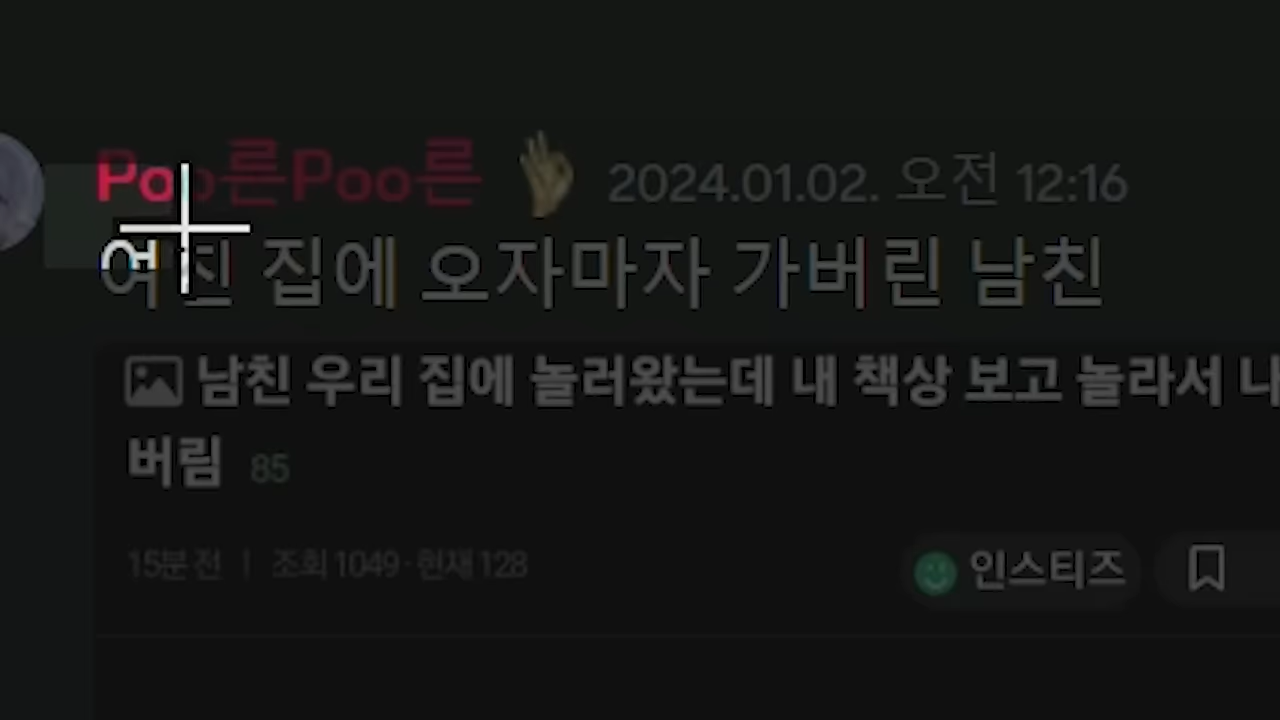 Poo른Poo른 👌 2024.01.02. 오전 12:16
여친 집에 오자마자 가버린 남친
남친 우리 집에 놀러왔는데 내 책상 보고 놀라서 나
버림 85
15분 전 | 조회 1049 · 현재 128
인스티즈